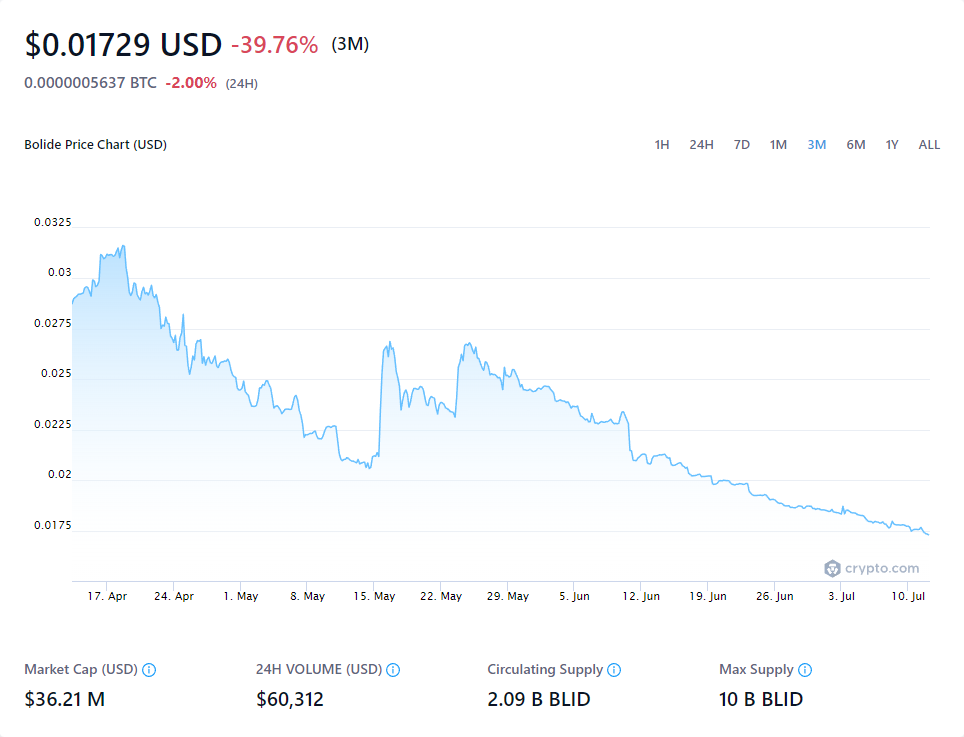 $0.01729 USD -39.76% (3M)
0.0000005637 BTC -2.00% (24H)
Bolide Price Chart (USD)
1H 24H 7D 1M 3M 6M 1Y ALL
0.0325
0.03
0.0275
0.025
0.0225
0.02
0.0175
crypto.com
17. Apr 24. Apr 1. May 8. May 15. May 22. May 29. May 5. Jun 12. Jun 19. Jun 26. Jun 3. Jul 10. Jul
Market Cap (USD) 24H VOLUME (USD) Circulating Supply Max Supply
$36.21 M $60,312 2.09 B BLID 10 B BLID